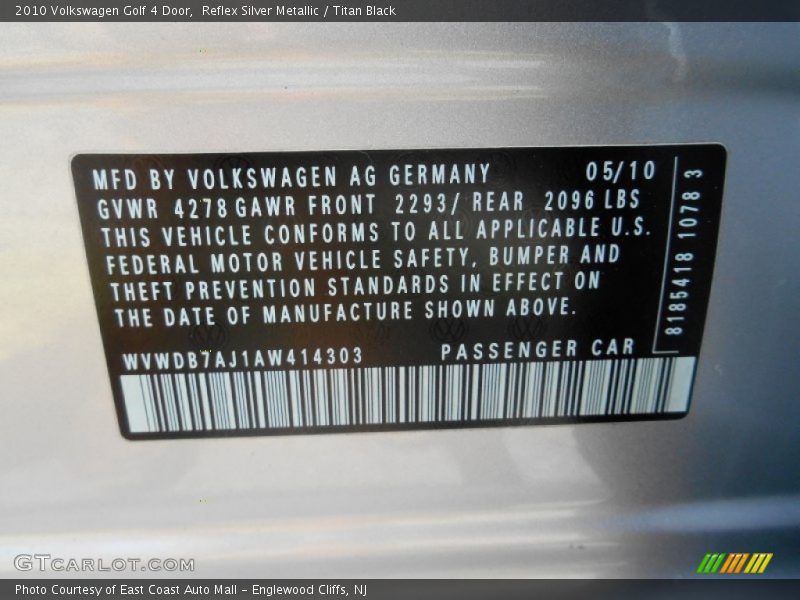 2010 Volkswagen Golf 4 Door, Reflex Silver Metallic / Titan Black
MFD BY VOLKSWAGEN AG GERMANY 05/10
GVWR 4278 GAWR FRONT 2293/ REAR 2096 LBS
THIS VEHICLE CONFORMS TO ALL APPLICABLE U.S.
FEDERAL MOTOR VEHICLE SAFETY, BUMPER AND
THEFT PREVENTION STANDARDS IN EFFECT ON
THE DATE OF MANUFACTURE SHOWN ABOVE.
WVWDB7AJ1AW414303 PASSENGER CAR
8185418 10783
GTCARLOT.COM
Photo Courtesy of East Coast Auto Mall - Englewood Cliffs, NJ